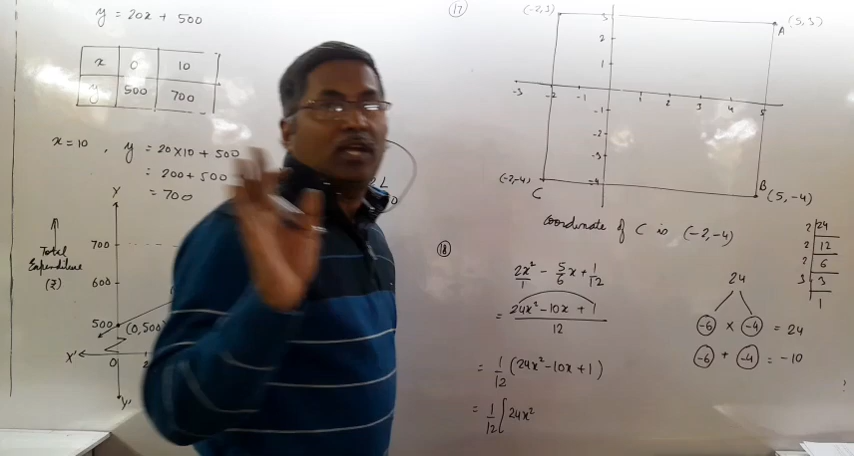 y = 20x + 500
x 0 10
y 500 700
x = 10 , y = 20×10 + 500
= 200 + 500
= 700
Y
700
600
500
(0,500)
Total
Expenditure
(₹)
X'
0
Y'
(17)
(-2,3)
3
A (5,3)
2
1
-3 -2 -1 1 2 3 4 5
-1
-2
-3
-4
(-2,-4)
C
B (5,-4)
coordinate of C is (-2,-4)
(18)
2x²/1 - 5/6 x + 1/12
= (24x² - 10x + 1)/12
= 1/12 (24x² - 10x + 1)
= 1/12 [ 24x²
2 24
2 12
2 6
3 3
1
24
-6 × -4 = 24
-6 + -4 = -10